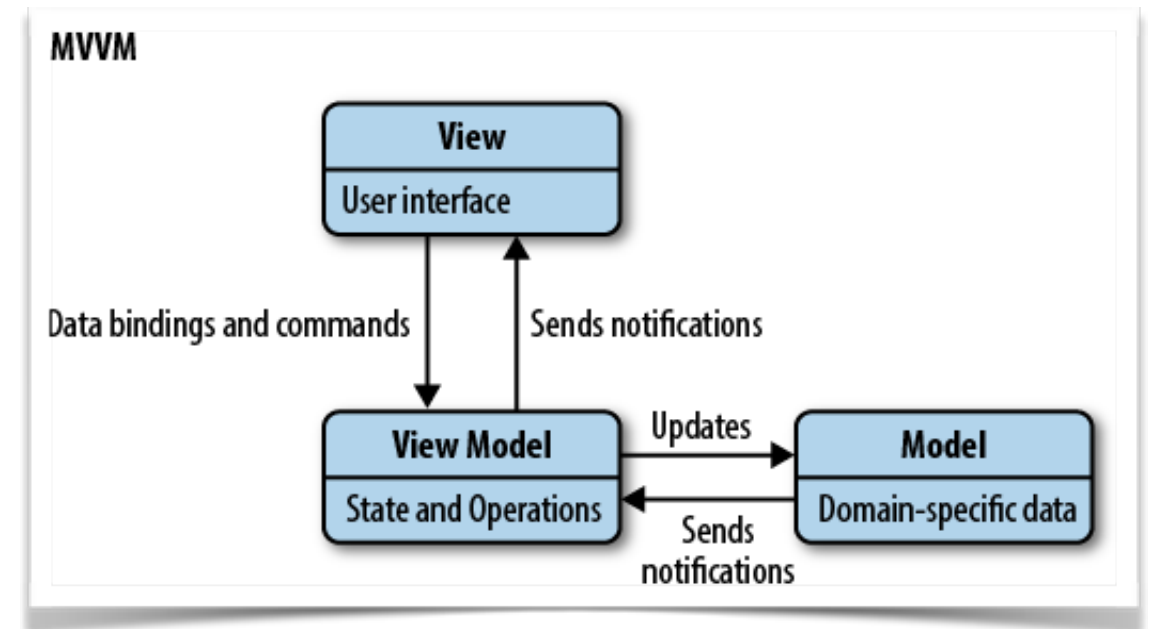 MVVM
View
User interface
Data bindings and commands
Sends notifications
View Model
State and Operations
Updates
Sends
notifications
Model
Domain-specific data